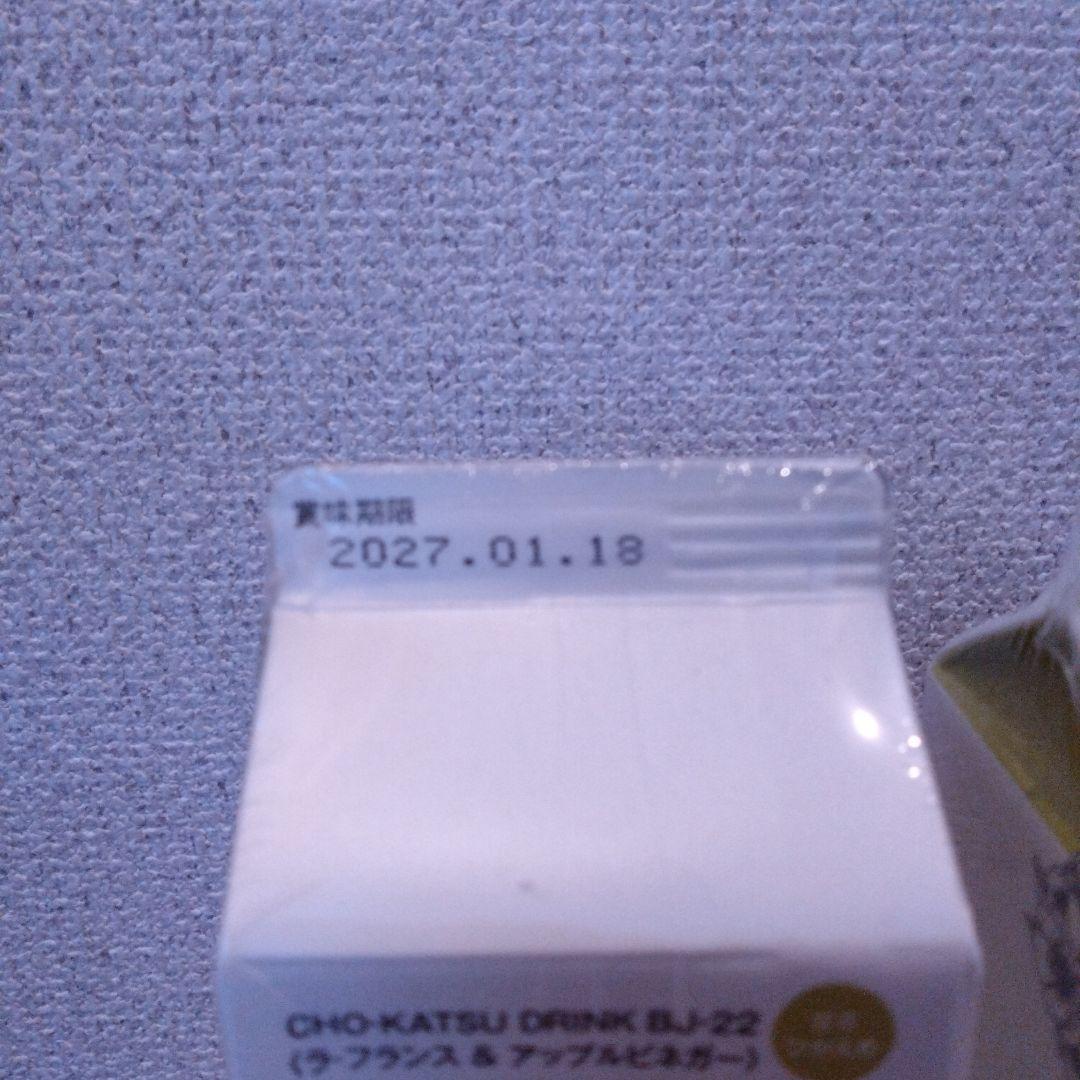 賞味期限
2027.01.18
CHO-KATSU DRINK BJ-22
(ラ・フランス & アップルビネガー)